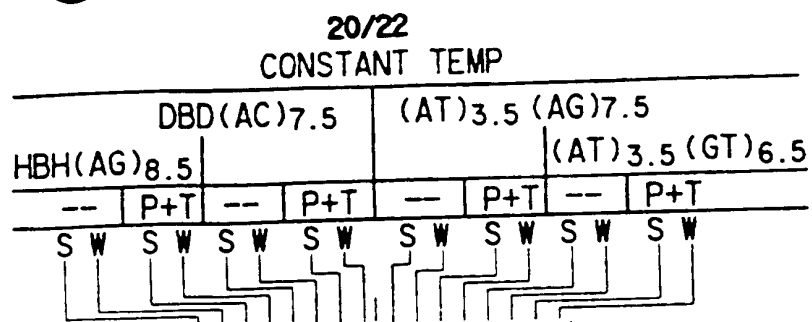 20/22
CONSTANT TEMP
DBD(AC)7.5 (AT)3.5(AG)7.5
HBH(AG)8.5 (AT)3.5(GT)6.5
-- P+T -- P+T -- P+T -- P+T
S W S W S W S W S W S W S W S W